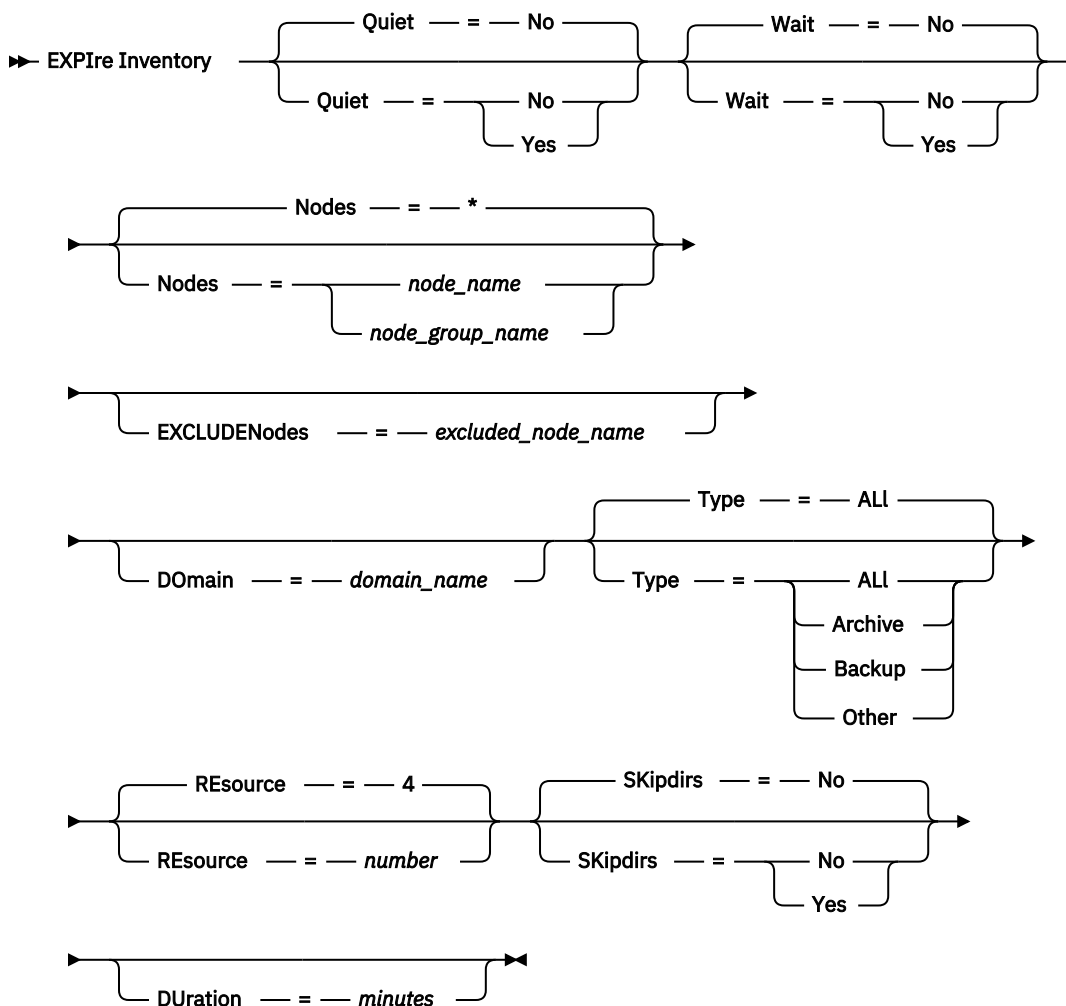 Quiet = No Wait = No
EXPIre Inventory
Quiet = No Wait = No
Yes Yes
Nodes = *
Nodes = node_name
node_group_name
EXCLUDENodes = excluded_node_name
Type = ALl
DOmain = domain_name Type = ALl
Archive
Backup
Other
REsource = 4 SKipdirs = No
REsource = number SKipdirs = No
Yes
DUration = minutes